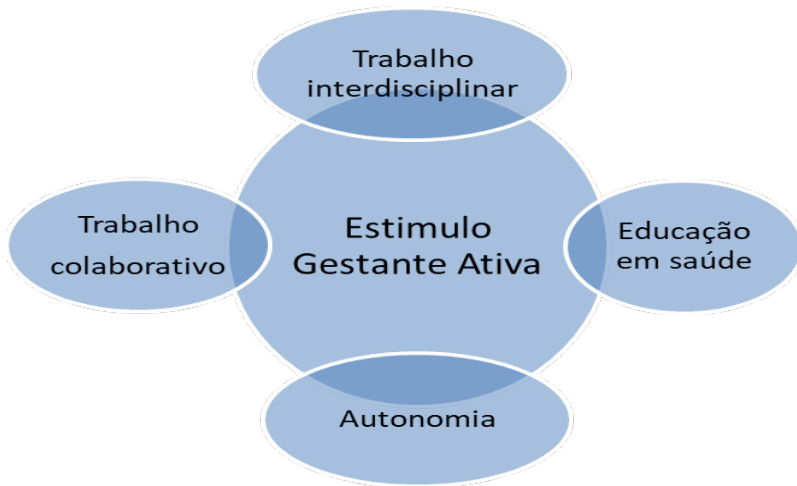 Trabalho
interdisciplinar
Trabalho
colaborativo
Estimulo
Gestante Ativa
Educação
em saúde
Autonomia